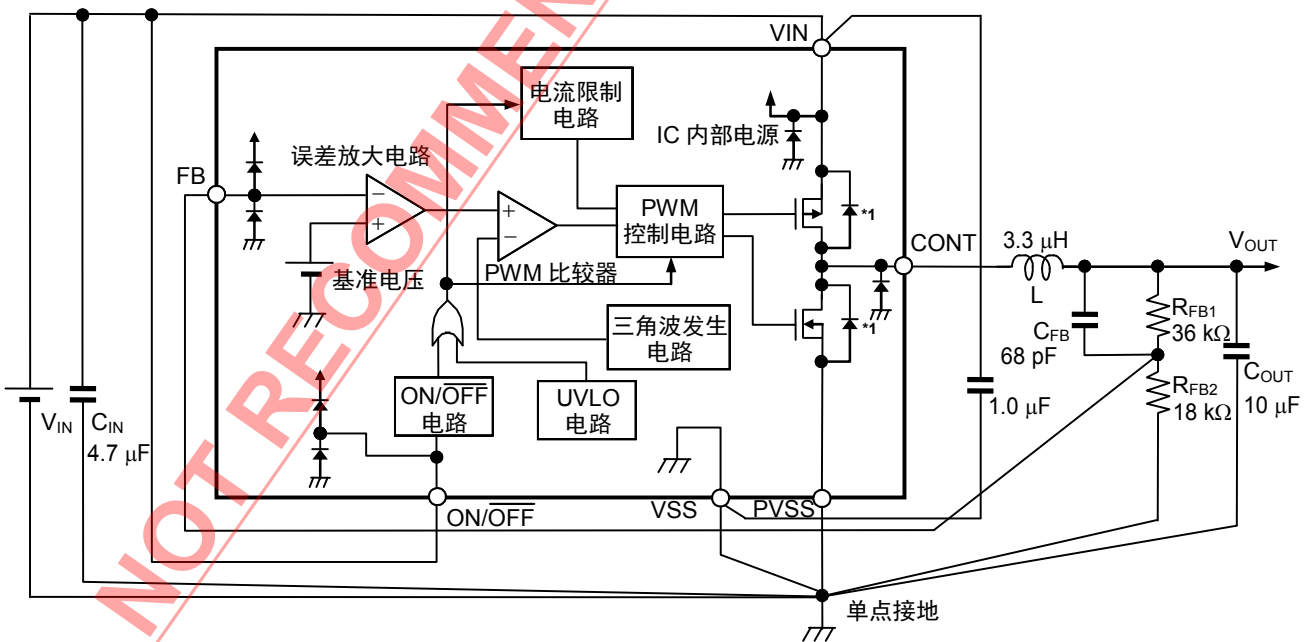 NOT RECOMMEN
VIN
电流限制
电路
IC 内部电源
误差放大电路
FB
PWM
控制电路
*1
CONT
3.3 μH
L
VOUT
基准电压
PWM 比较器
三角波发生
电路
*1
CFB
68 pF
RFB1
36 kΩ
RFB2
18 kΩ
COUT
10 μF
1.0 μF
ON/OFF
电路
UVLO
电路
VIN
CIN
4.7 μF
ON/OFF
VSS
PVSS
单点接地